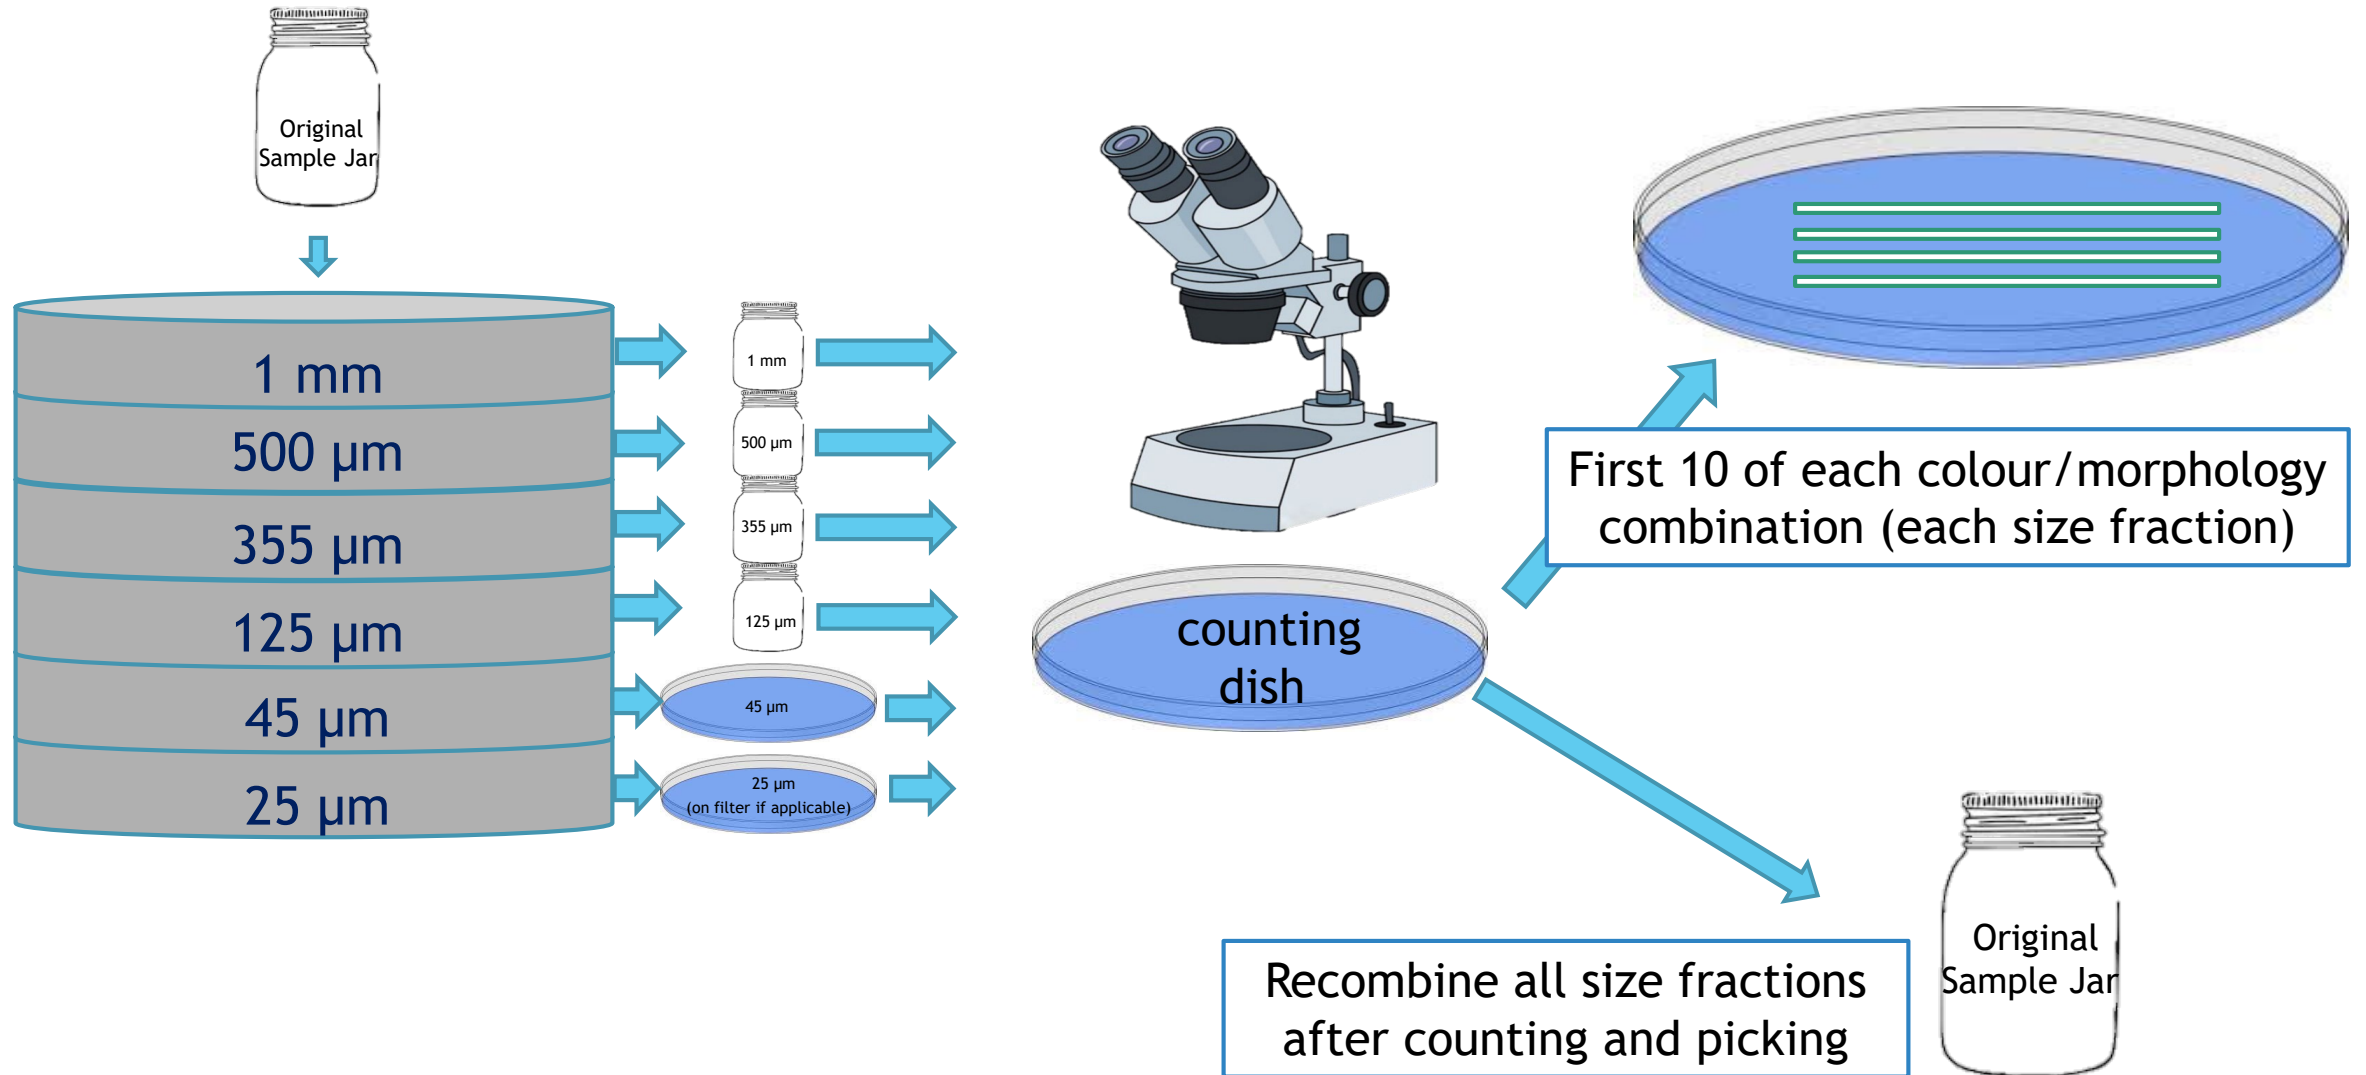 Original
Sample Jar
1 mm
500 µm
355 µm
125 µm
45 µm
25 µm
1 mm
500 µm
355 µm
125 µm
45 µm
25 µm
(on filter if applicable)
counting
dish
First 10 of each colour/morphology
combination (each size fraction)
Recombine all size fractions
after counting and picking
Original
Sample Jar